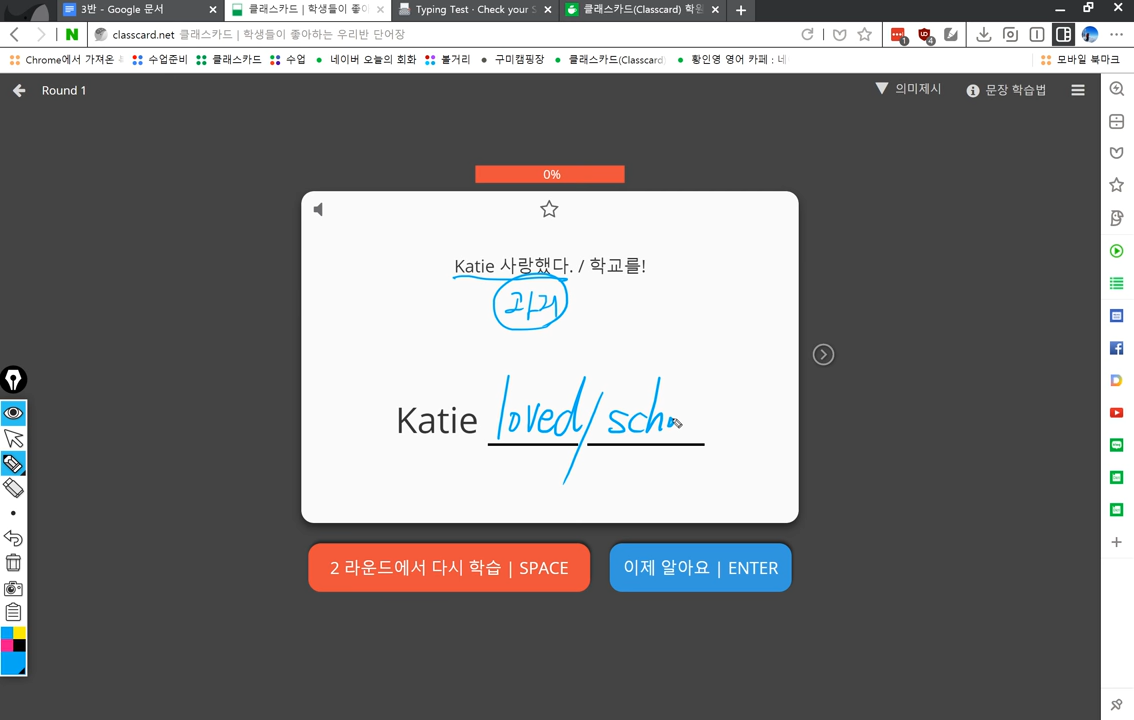 3반 - Google 문서
클래스카드 | 학생들이 좋아
Typing Test · Check your S
클래스카드(Classcard) 학원
classcard.net 클래스카드 | 학생들이 좋아하는 우리반 단어장
1
4
Chrome에서 가져온
수업준비
클래스카드
수업
네이버 오늘의 회화
볼거리
구미캠핑장
클래스카드(Classcard)
황인영 영어 카페 : 네
모바일 북마크
Round 1
의미제시
문장 학습법
0%
Katie 사랑했다. / 학교를!
과거
Katie loved/scho
2 라운드에서 다시 학습 | SPACE
이제 알아요 | ENTER